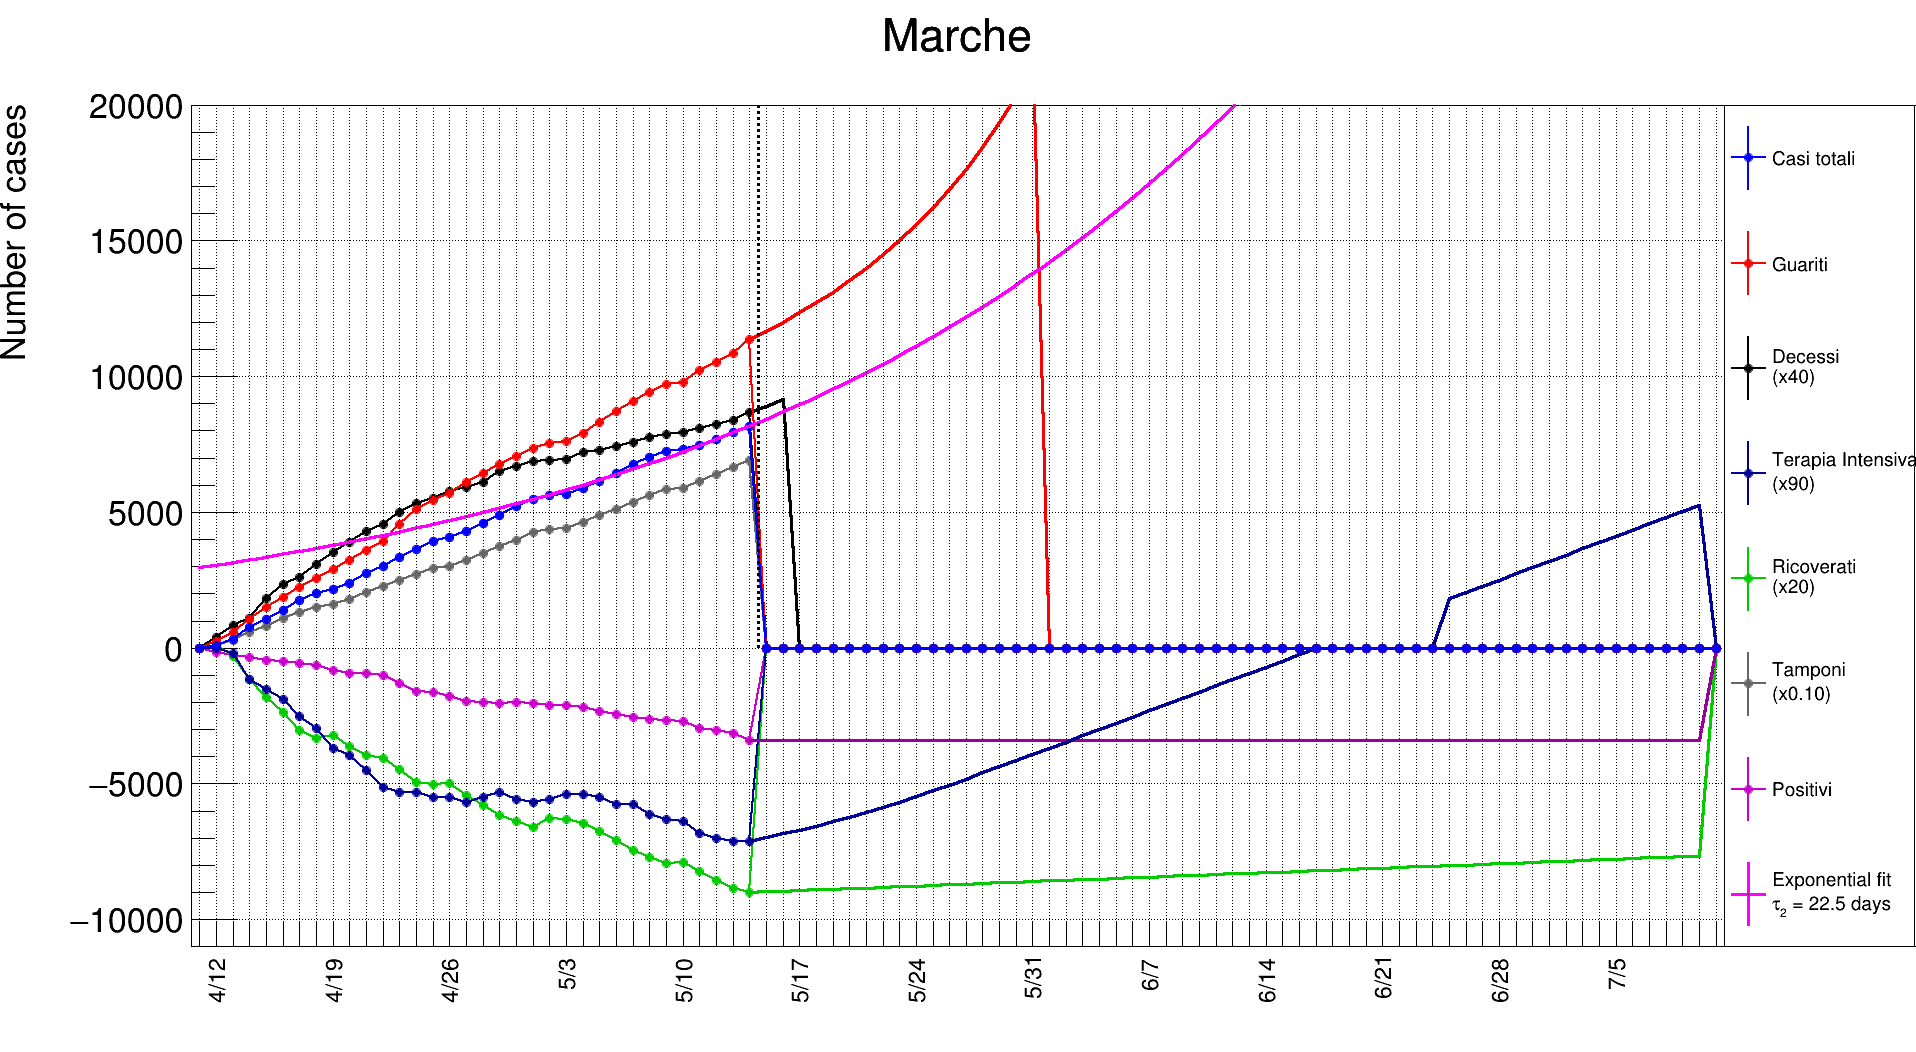 Marche
Number of cases
20000
15000
10000
5000
0
−5000
−10000
4/12
4/19
4/26
5/3
5/10
5/17
5/24
5/31
6/7
6/14
6/21
6/28
7/5
Casi totali
Guariti
Decessi
(x40)
Terapia Intensiva
(x90)
Ricoverati
(x20)
Tamponi
(x0.10)
Positivi
Exponential fit
τ2 = 22.5 days